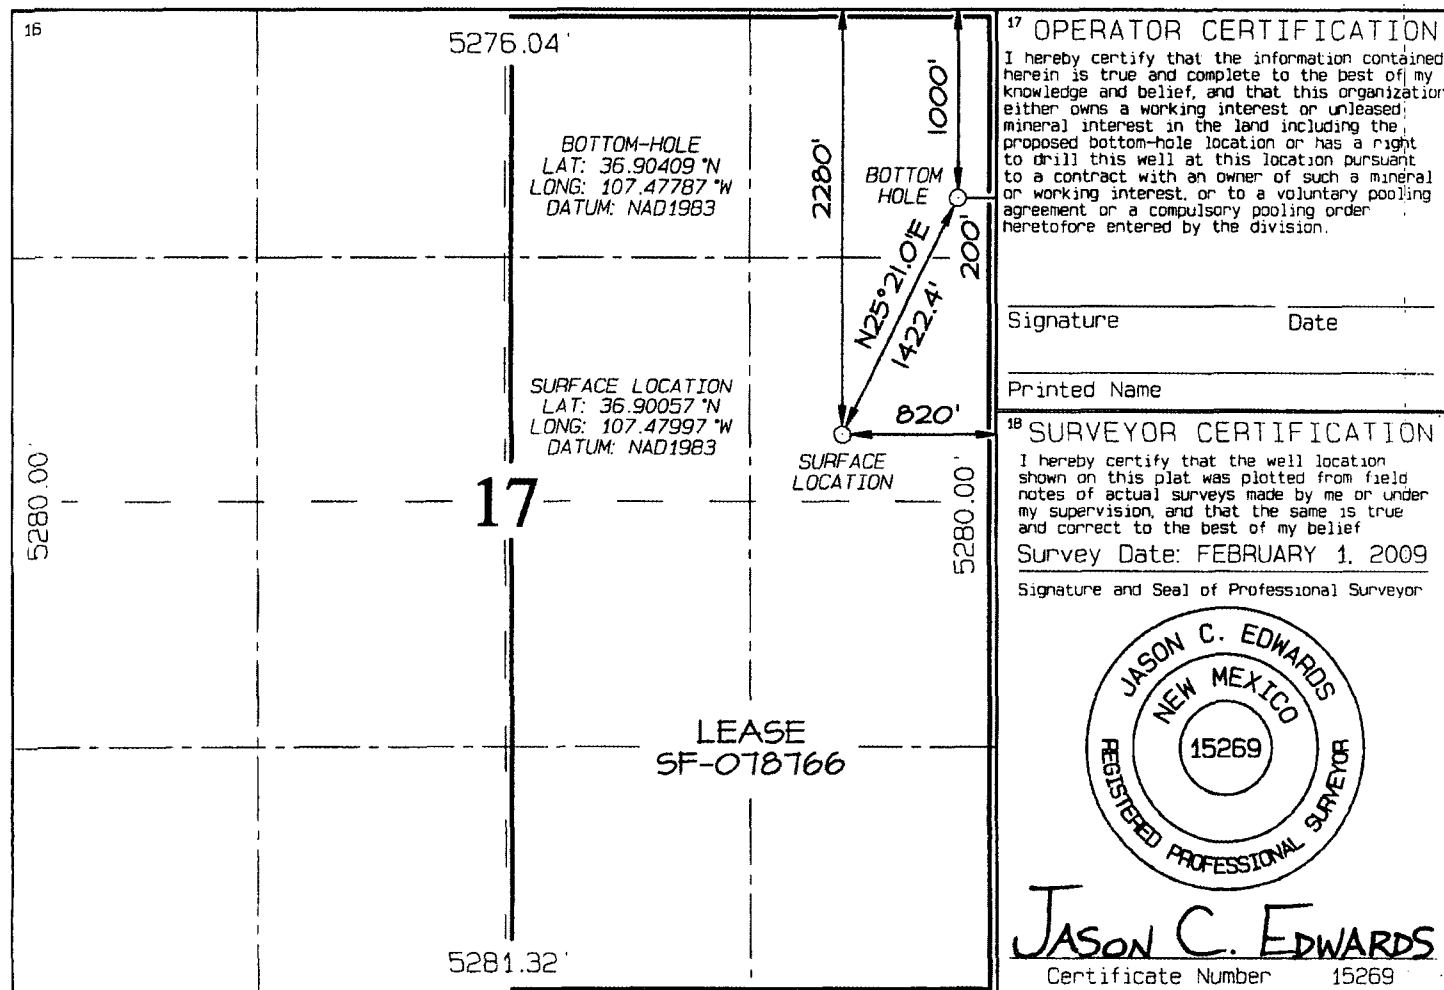 16
5276.04'
BOTTOM-HOLE
LAT: 36.90409 °N
LONG: 107.47787 °W
DATUM: NAD1983
2280'
1000'
BOTTOM
HOLE
200'
N25°21.0'E
1422.4'
SURFACE LOCATION
LAT: 36.90057 °N
LONG: 107.47997 °W
DATUM: NAD1983
820'
SURFACE
LOCATION
5280.00'
17
5280.00'
LEASE
SF-078766
5281.32'
17 OPERATOR CERTIFICATION
I hereby certify that the information contained
herein is true and complete to the best of my
knowledge and belief, and that this organization
either owns a working interest or unleased
mineral interest in the land including the
proposed bottom-hole location or has a right
to drill this well at this location pursuant
to a contract with an owner of such a mineral
or working interest, or to a voluntary pooling
agreement or a compulsory pooling order
heretofore entered by the division.
Signature Date
Printed Name
18 SURVEYOR CERTIFICATION
I hereby certify that the well location
shown on this plat was plotted from field
notes of actual surveys made by me or under
my supervision, and that the same is true
and correct to the best of my belief
Survey Date: FEBRUARY 1, 2009
Signature and Seal of Professional Surveyor
JASON C. EDWARDS
NEW MEXICO
15269
REGISTERED PROFESSIONAL SURVEYOR
JASON C. EDWARDS
Certificate Number 15269